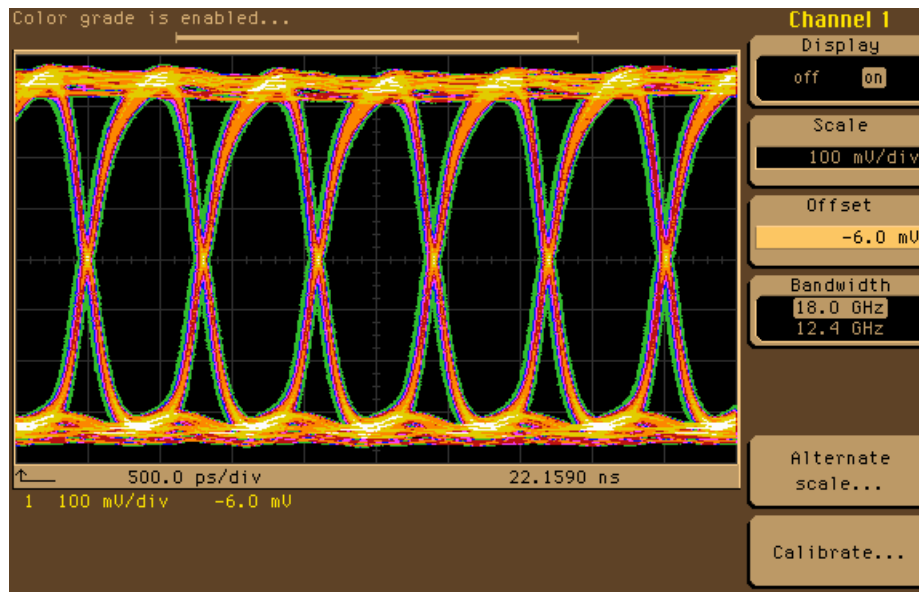 Color grade is enabled...
Channel 1
Display
off on
Scale
100 mV/div
Offset
-6.0 mV
Bandwidth
18.0 GHz
12.4 GHz
500.0 ps/div 22.1590 ns
1 100 mV/div -6.0 mV
Alternate
scale...
Calibrate...